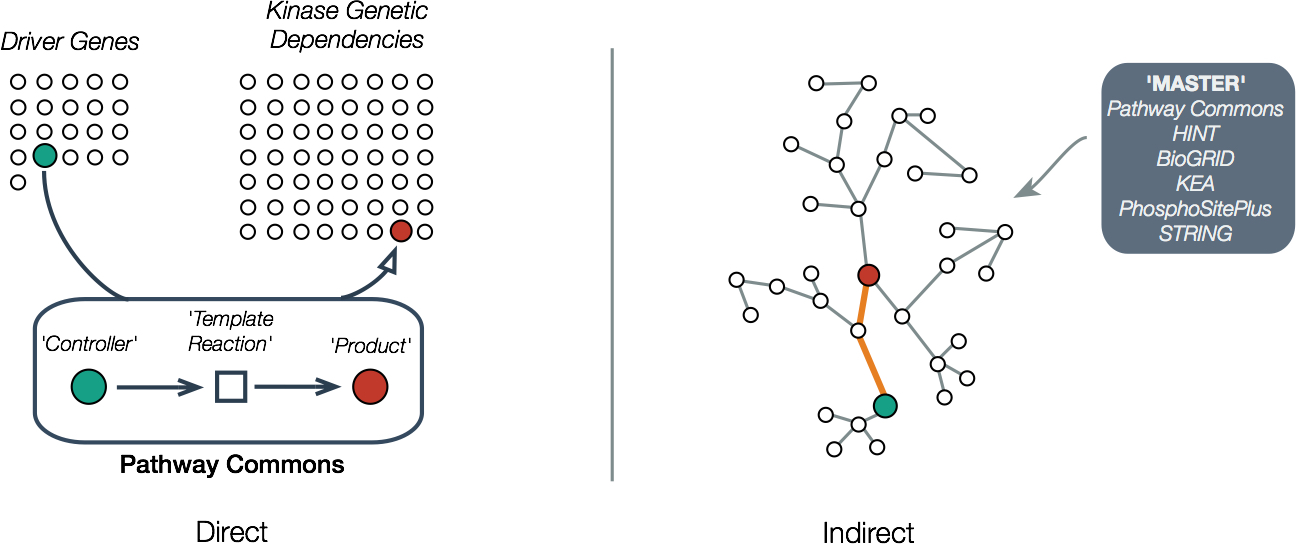 Driver Genes
Kinase Genetic
Dependencies
'Controller'
'Template
Reaction'
'Product'
Pathway Commons
Direct
'MASTER'
Pathway Commons
HINT
BioGRID
KEA
PhosphoSitePlus
STRING
Indirect